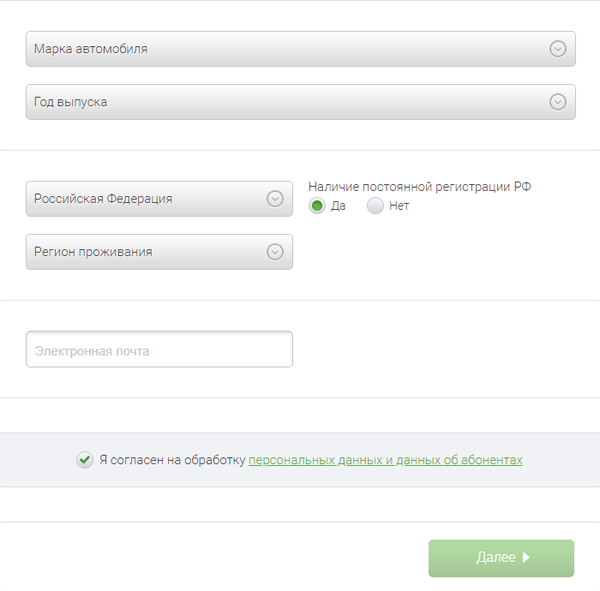 Марка автомобиля
Год выпуска
Российская Федерация
Наличие постоянной регистрации РФ
Да Нет
Регион проживания
Электронная почта
Я согласен на обработку персональных данных и данных об абонентах
Далее